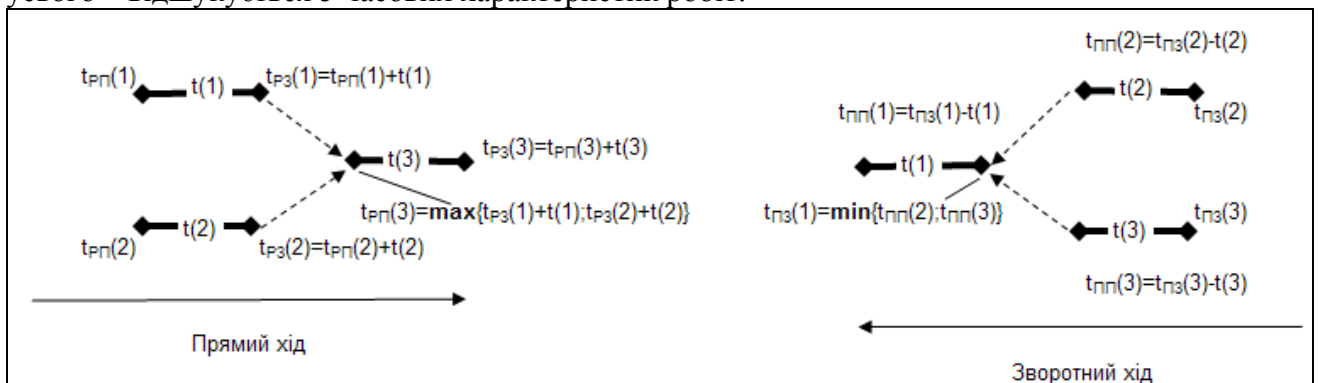 усього – відшукується з часових характеристик робіт.
tРП(1) t(1) tРЗ(1)=tРП(1)+t(1)
t(3) tРЗ(3)=tРП(3)+t(3)
tРП(3)=max{tРЗ(1)+t(1);tРЗ(2)+t(2)}
t(2)
tРП(2) tРЗ(2)=tРП(2)+t(2)
Прямий хід
tПП(2)=tПЗ(2)-t(2)
t(2)
tПП(1)=tПЗ(1)-t(1) tПЗ(2)
t(1)
tПЗ(1)=min{tПП(2);tПП(3)} tПЗ(3)
t(3)
tПП(3)=tПЗ(3)-t(3)
Зворотний хід